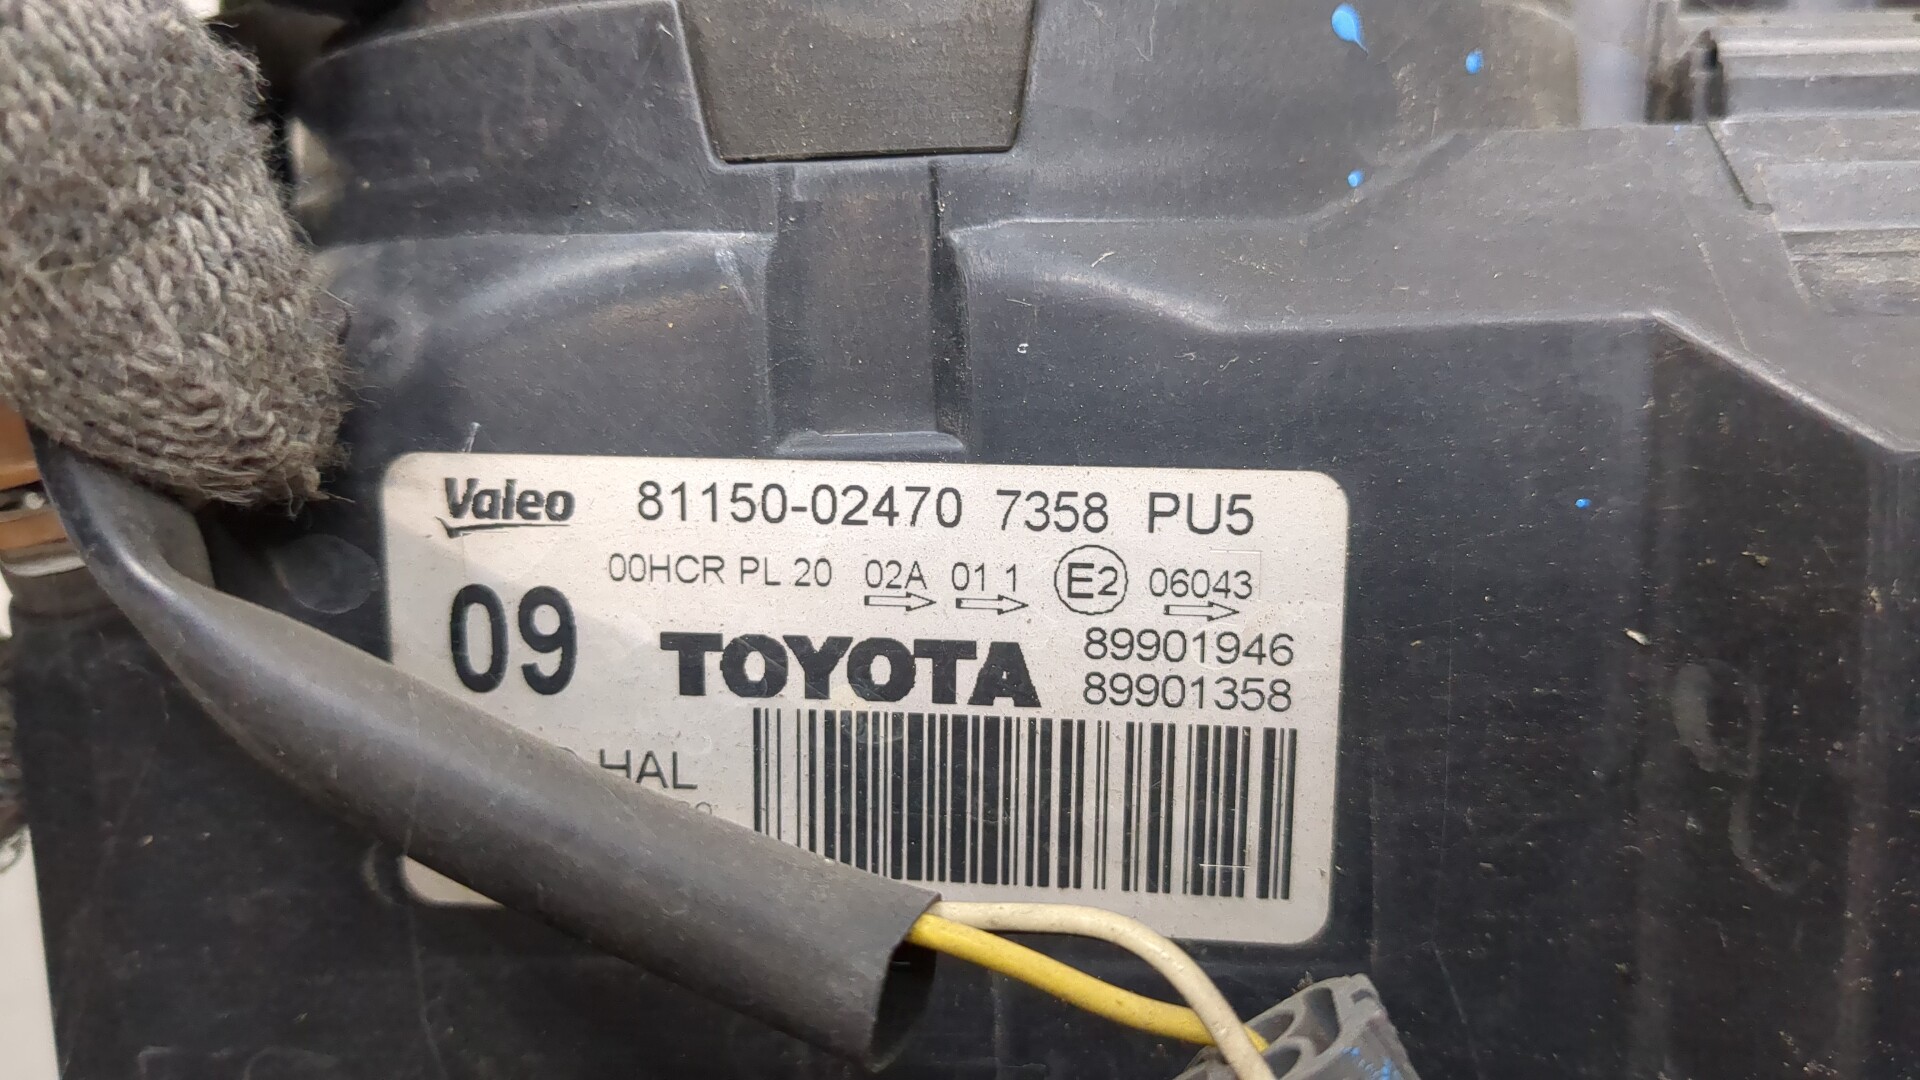 Valeo 81150-02470 7358 PU5
00HCR PL 20 02A 01 1 E2 06043
09 TOYOTA 89901946
89901358
HAL